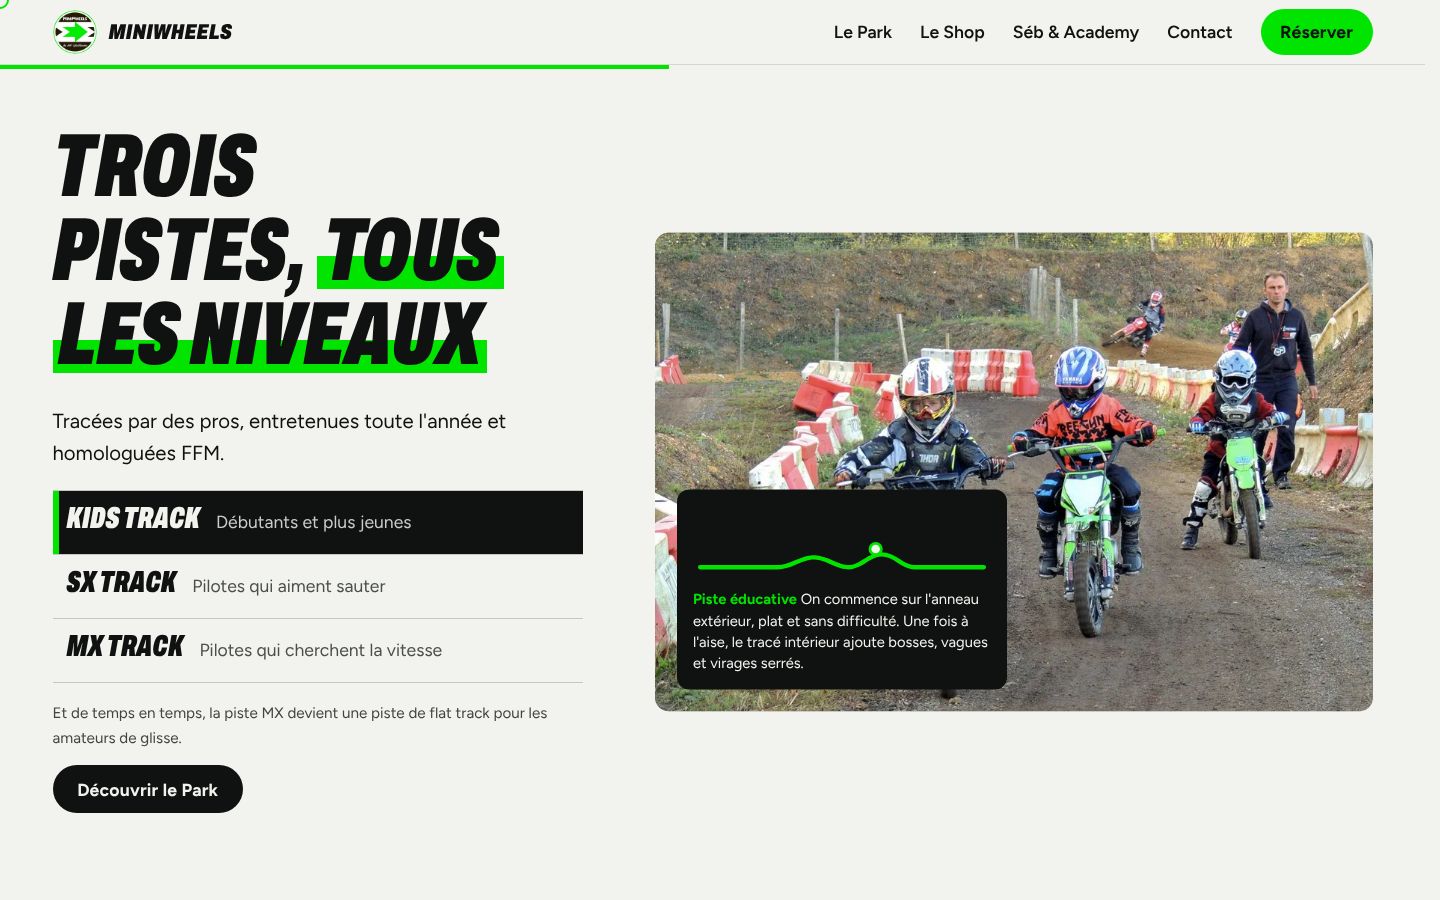 MINIWHEELS
Le Park
Le Shop
Séb & Academy
Contact
Réserver
TROIS
PISTES, TOUS
LES NIVEAUX
Tracées par des pros, entretenues toute l'année et
homologuées FFM.
KIDS TRACK Débutants et plus jeunes
SX TRACK Pilotes qui aiment sauter
MX TRACK Pilotes qui cherchent la vitesse
Et de temps en temps, la piste MX devient une piste de flat track pour les
amateurs de glisse.
Découvrir le Park
THOR
Piste éducative On commence sur l'anneau
extérieur, plat et sans difficulté. Une fois à
l'aise, le tracé intérieur ajoute bosses, vagues
et virages serrés.